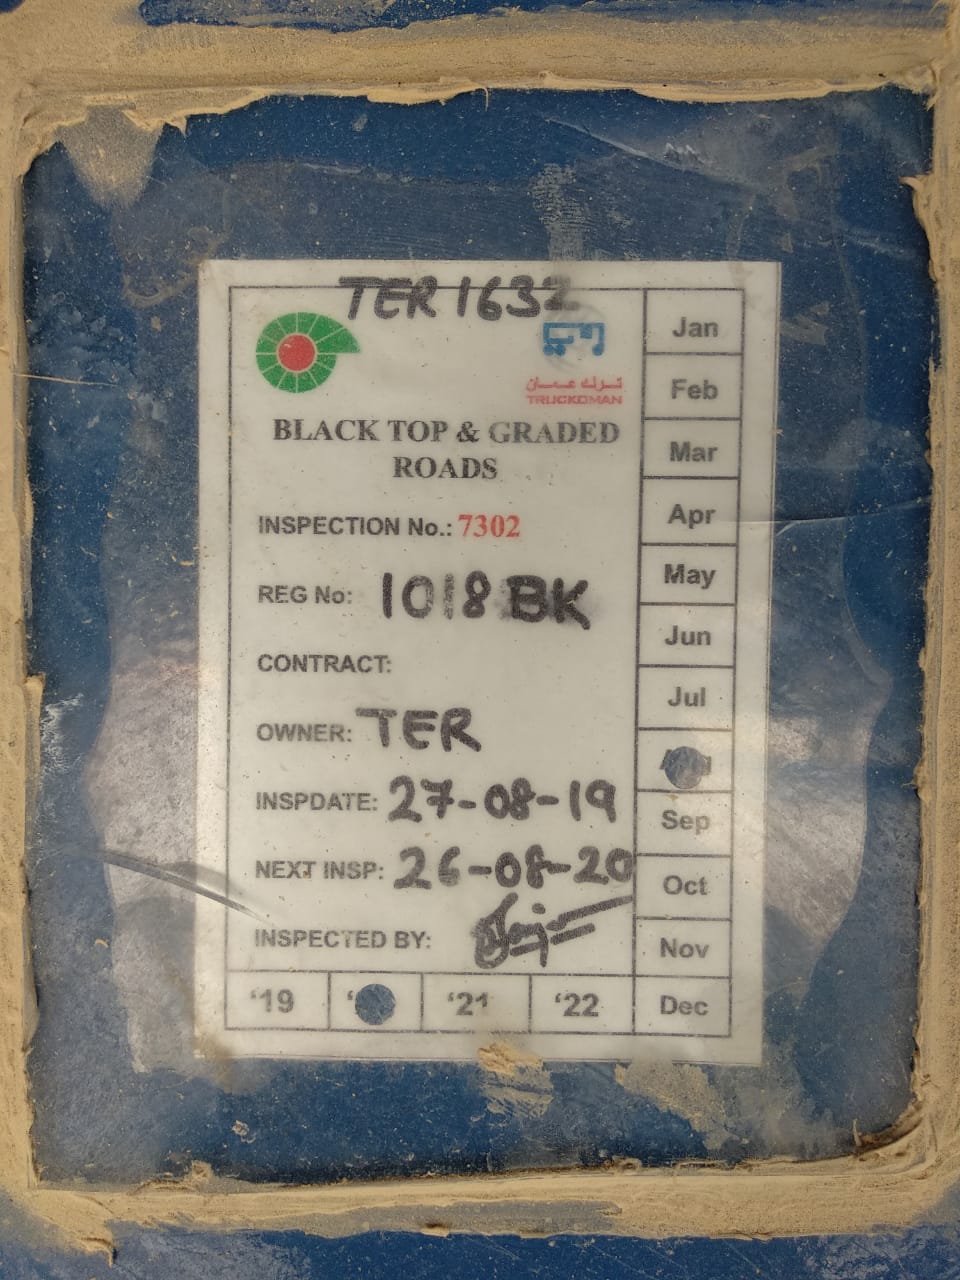 TER 1632
ترك عمان
TRUCKOMAN
BLACK TOP & GRADED
ROADS
INSPECTION No.: 7302
REG No: 1018 BK
CONTRACT:
OWNER: TER
INSPDATE: 27-08-19
NEXT INSP: 26-08-20
INSPECTED BY:
'19 '21 '22
Jan
Feb
Mar
Apr
May
Jun
Jul
Sep
Oct
Nov
Dec